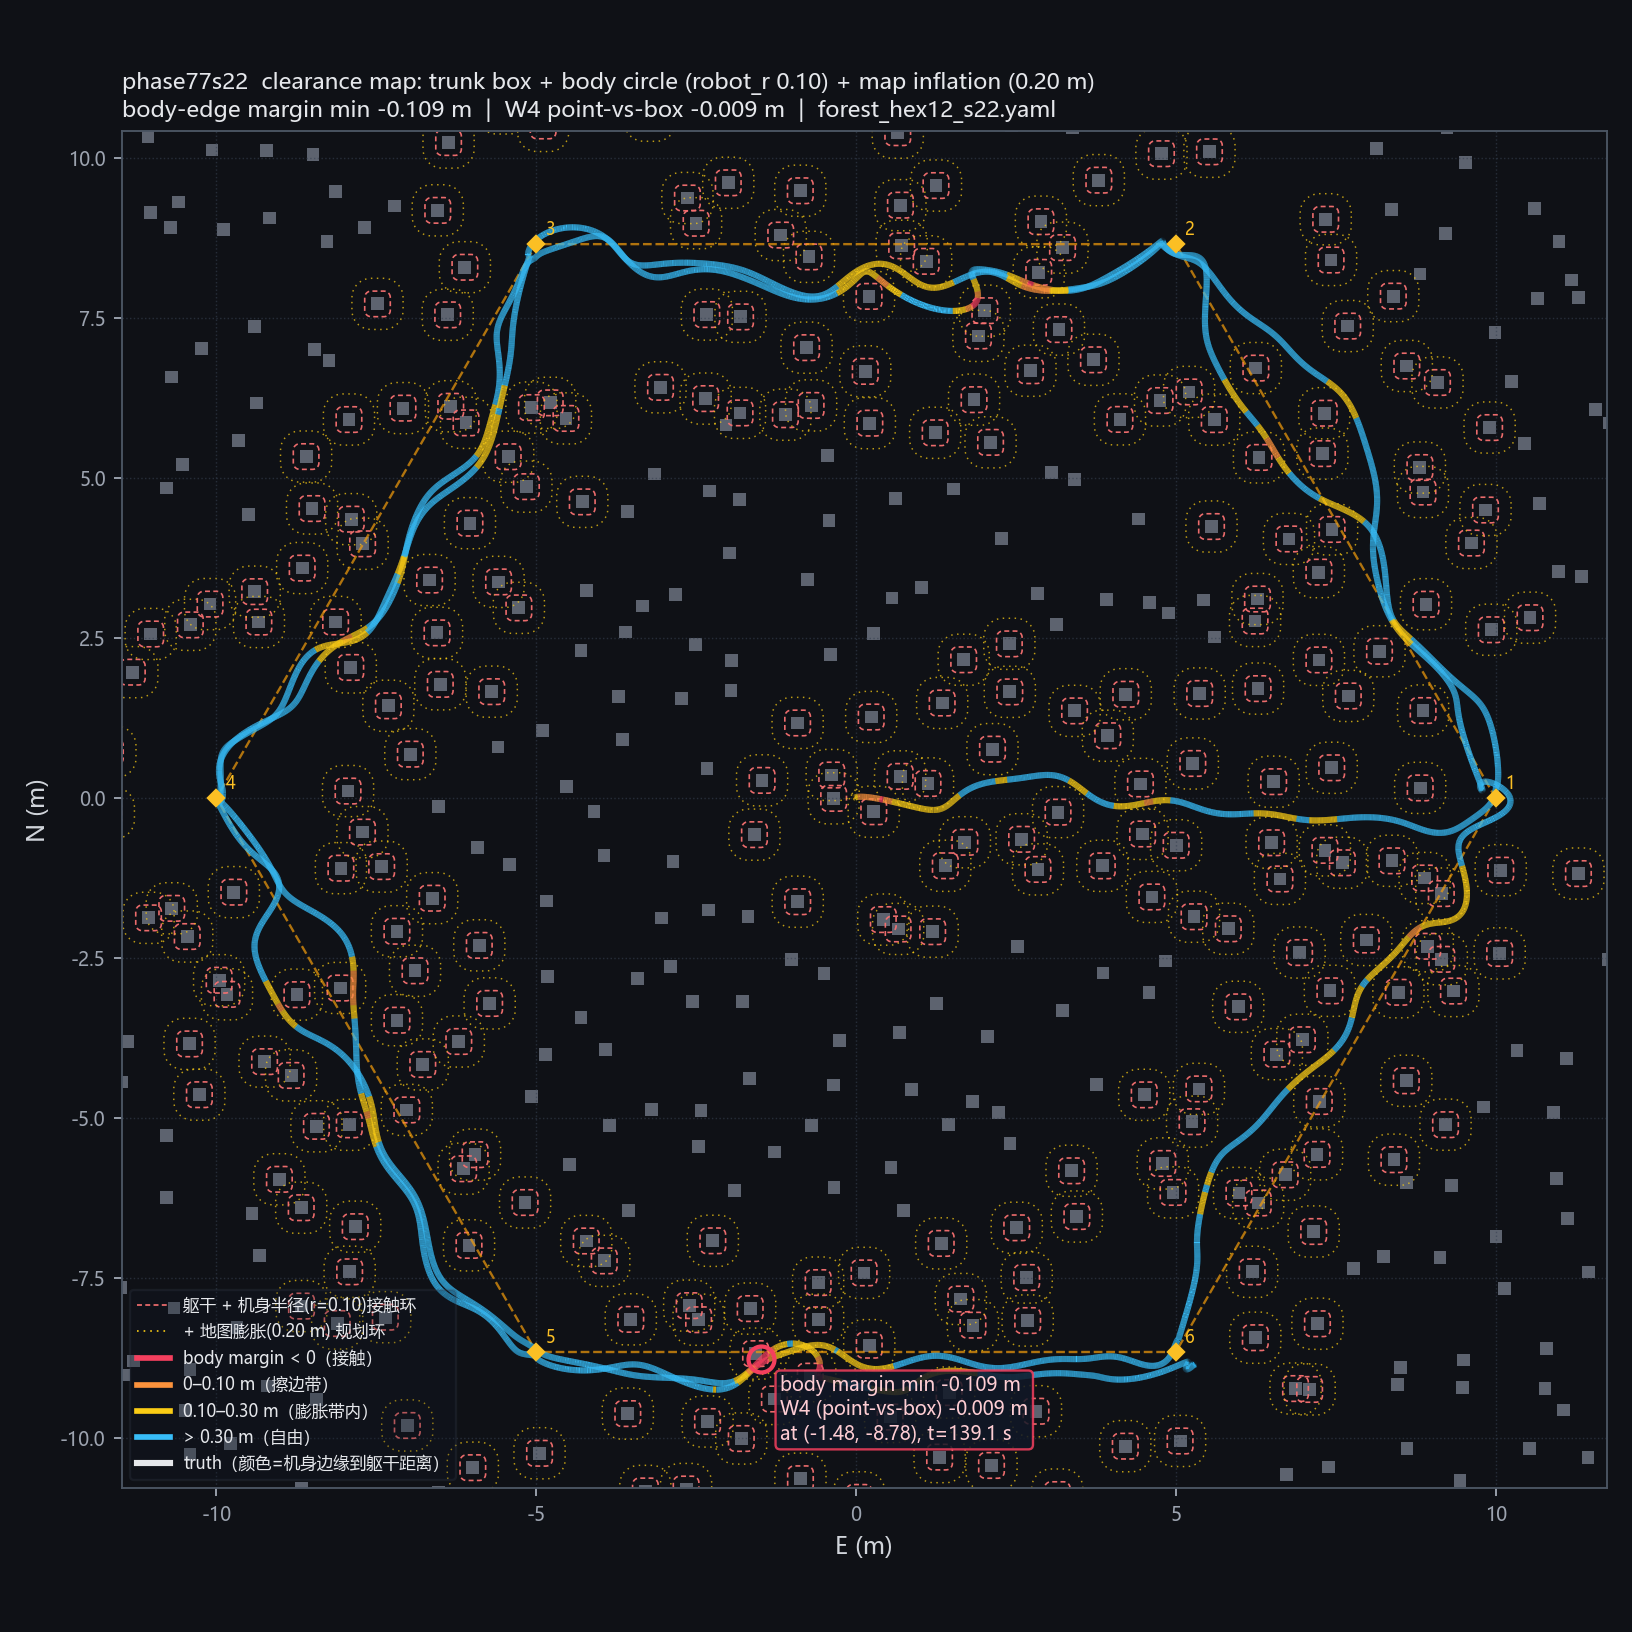 phase77s22 clearance map: trunk box + body circle (robot_r 0.10) + map inflation (0.20 m)
body-edge margin min -0.109 m | W4 point-vs-box -0.009 m | forest_hex12_s22.yaml
N (m)
10.0
7.5
5.0
2.5
0.0
-2.5
-5.0
-7.5
-10.0
3
2
4
1
5
6
躯干 + 机身半径(r=0.10)接触环
+ 地图膨胀(0.20 m) 规划环
body margin < 0（接触）
0–0.10 m（擦边带）
0.10–0.30 m（膨胀带内）
> 0.30 m（自由）
truth（颜色=机身边缘到躯干距离）
body margin min -0.109 m
W4 (point-vs-box) -0.009 m
at (-1.48, -8.78), t=139.1 s
-10
-5
0
5
10
E (m)